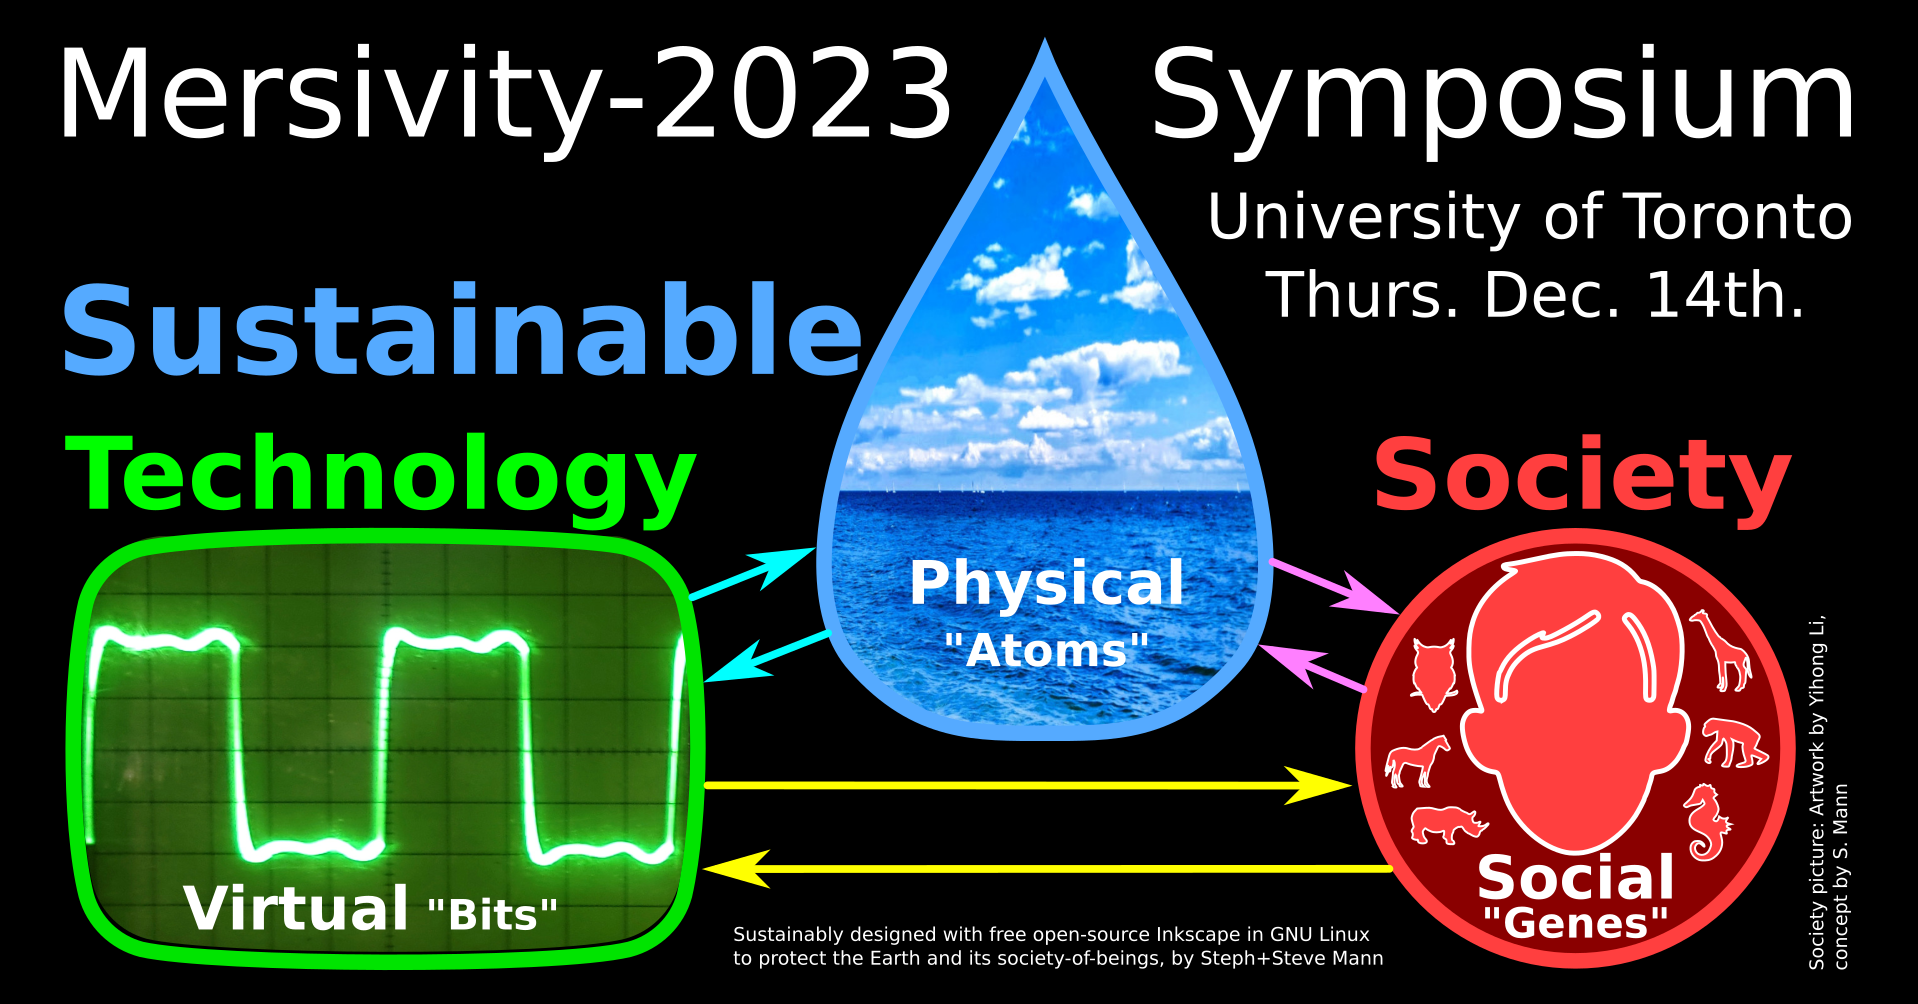 Mersivity-2023 Symposium
University of Toronto
Thurs. Dec. 14th.
Sustainable
Technology
Society
Physical
"Atoms"
Virtual "Bits"
Social
"Genes"
Sustainably designed with free open-source Inkscape in GNU Linux
to protect the Earth and its society-of-beings, by Steph+Steve Mann
Society picture: Artwork by Yihong Li,
concept by S. Mann